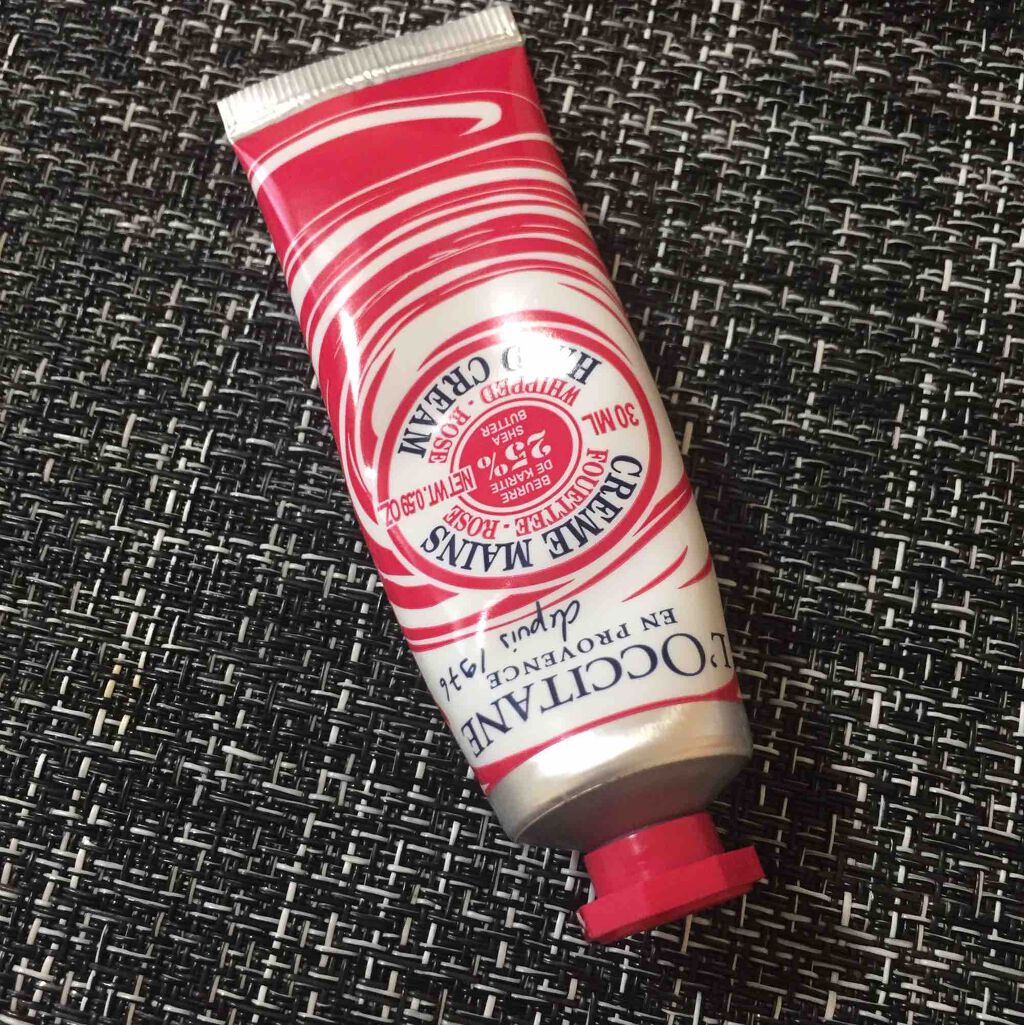 L'OCCITANE
EN PROVENCE
depuis 1976
CREME MAINS
FOUETTEE - ROSE
BEURRE
DE KARITE
25%
SHEA
BUTTER
30 ML
NET WT. 0.59 OZ
WHIPPED - ROSE
HAND CREAM